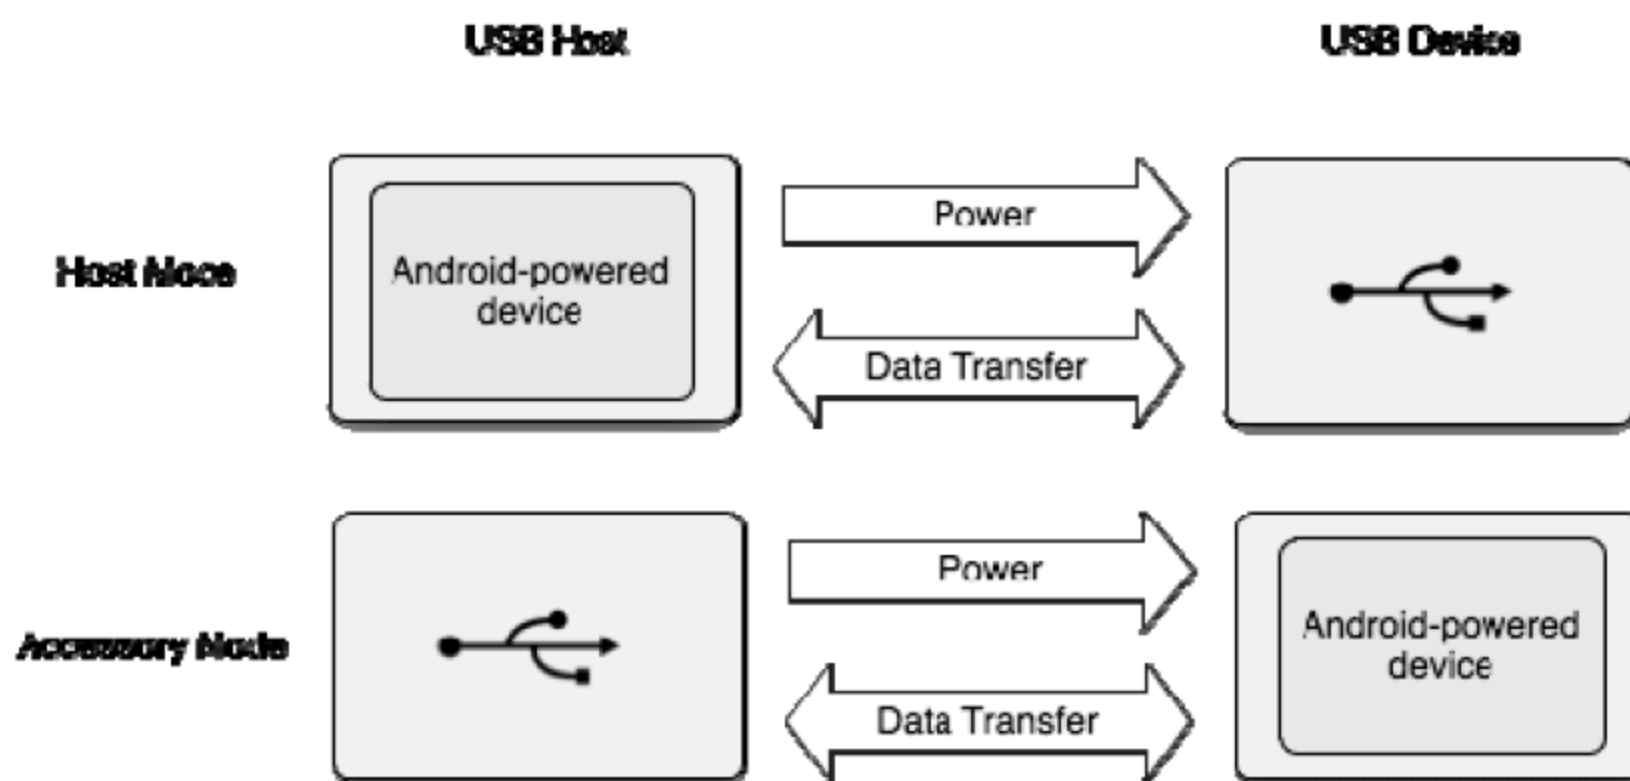 USB Host
USB Device
Host Mode
Android-powered
device
Power
Data Transfer
Accessory Mode
Power
Data Transfer
Android-powered
device